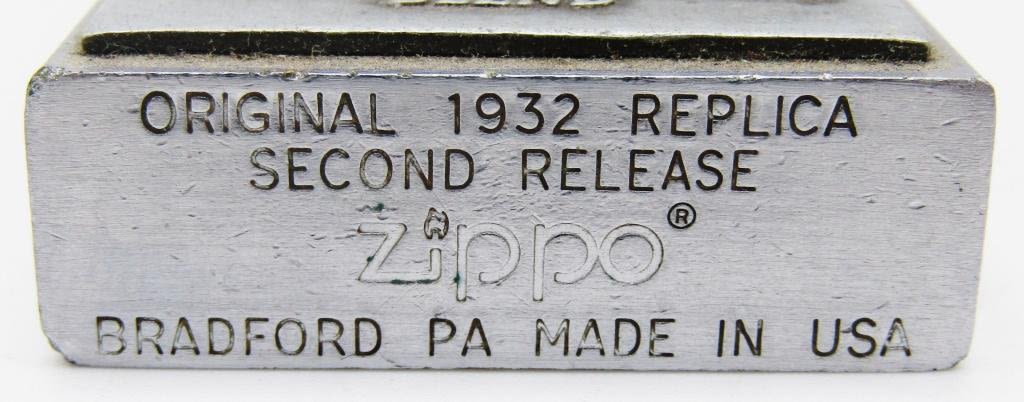 ORIGINAL 1932 REPLICA
SECOND RELEASE
Zippo®
BRADFORD PA MADE IN USA